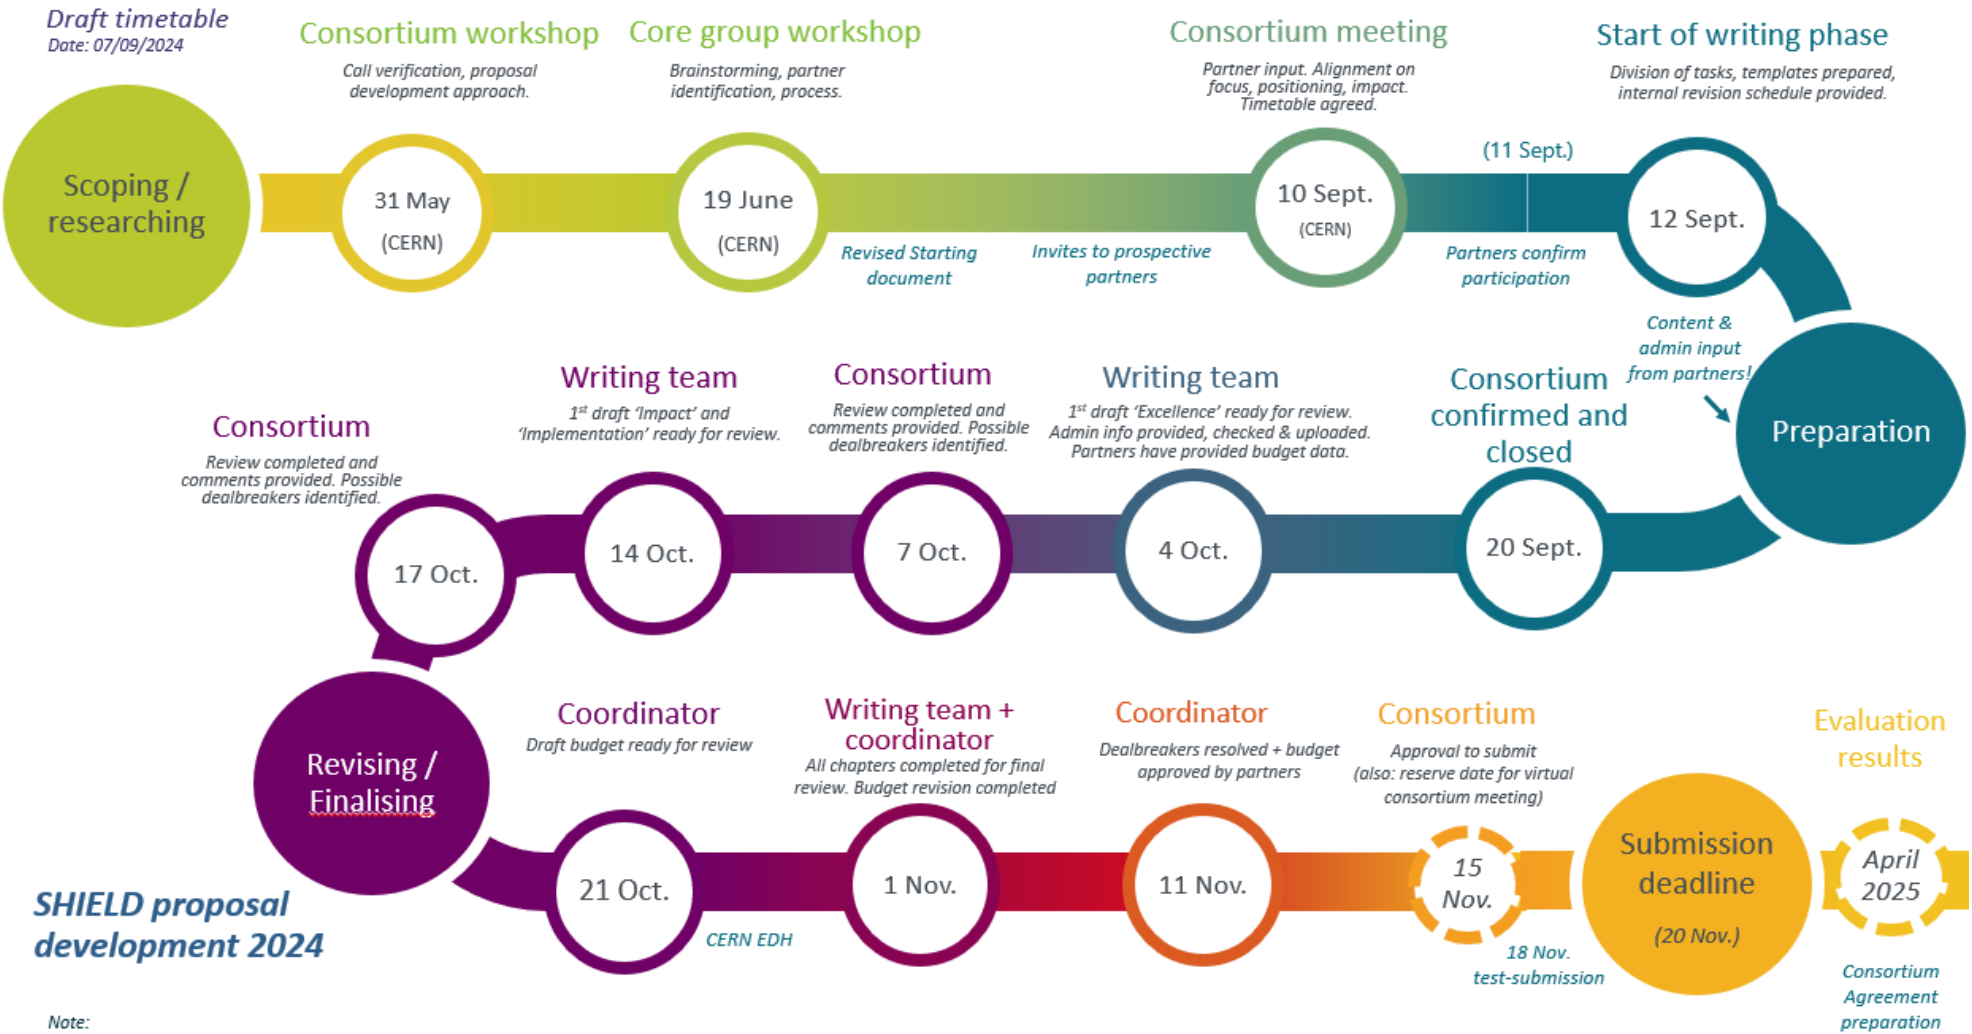 Draft timetable
Date: 07/09/2024
Consortium workshop
Call verification, proposal
development approach.
Core group workshop
Brainstorming, partner
identification, process.
Consortium meeting
Partner input. Alignment on
focus, positioning, impact.
Timetable agreed.
Start of writing phase
Division of tasks, templates prepared,
internal revision schedule provided.
Scoping /
researching
31 May
(CERN)
19 June
(CERN)
Revised Starting
document
Invites to prospective
partners
10 Sept.
(CERN)
(11 Sept.)
Partners confirm
participation
12 Sept.
Content &
admin input
from partners!
Preparation
Consortium
confirmed and
closed
20 Sept.
Writing team
1st draft ‘Excellence’ ready for review.
Admin info provided, checked & uploaded.
Partners have provided budget data.
4 Oct.
Consortium
Review completed and
comments provided. Possible
dealbreakers identified.
7 Oct.
Writing team
1st draft ‘Impact’ and
‘Implementation’ ready for review.
14 Oct.
Consortium
Review completed and
comments provided. Possible
dealbreakers identified.
17 Oct.
Revising /
Finalising
Coordinator
Draft budget ready for review
21 Oct.
CERN EDH
Writing team +
coordinator
All chapters completed for final
review. Budget revision completed
1 Nov.
Coordinator
Dealbreakers resolved + budget
approved by partners
11 Nov.
Consortium
Approval to submit
(also: reserve date for virtual
consortium meeting)
15
Nov.
18 Nov.
test-submission
Submission
deadline
(20 Nov.)
Evaluation
results
April
2025
Consortium
Agreement
preparation
SHIELD proposal
development 2024
Note: